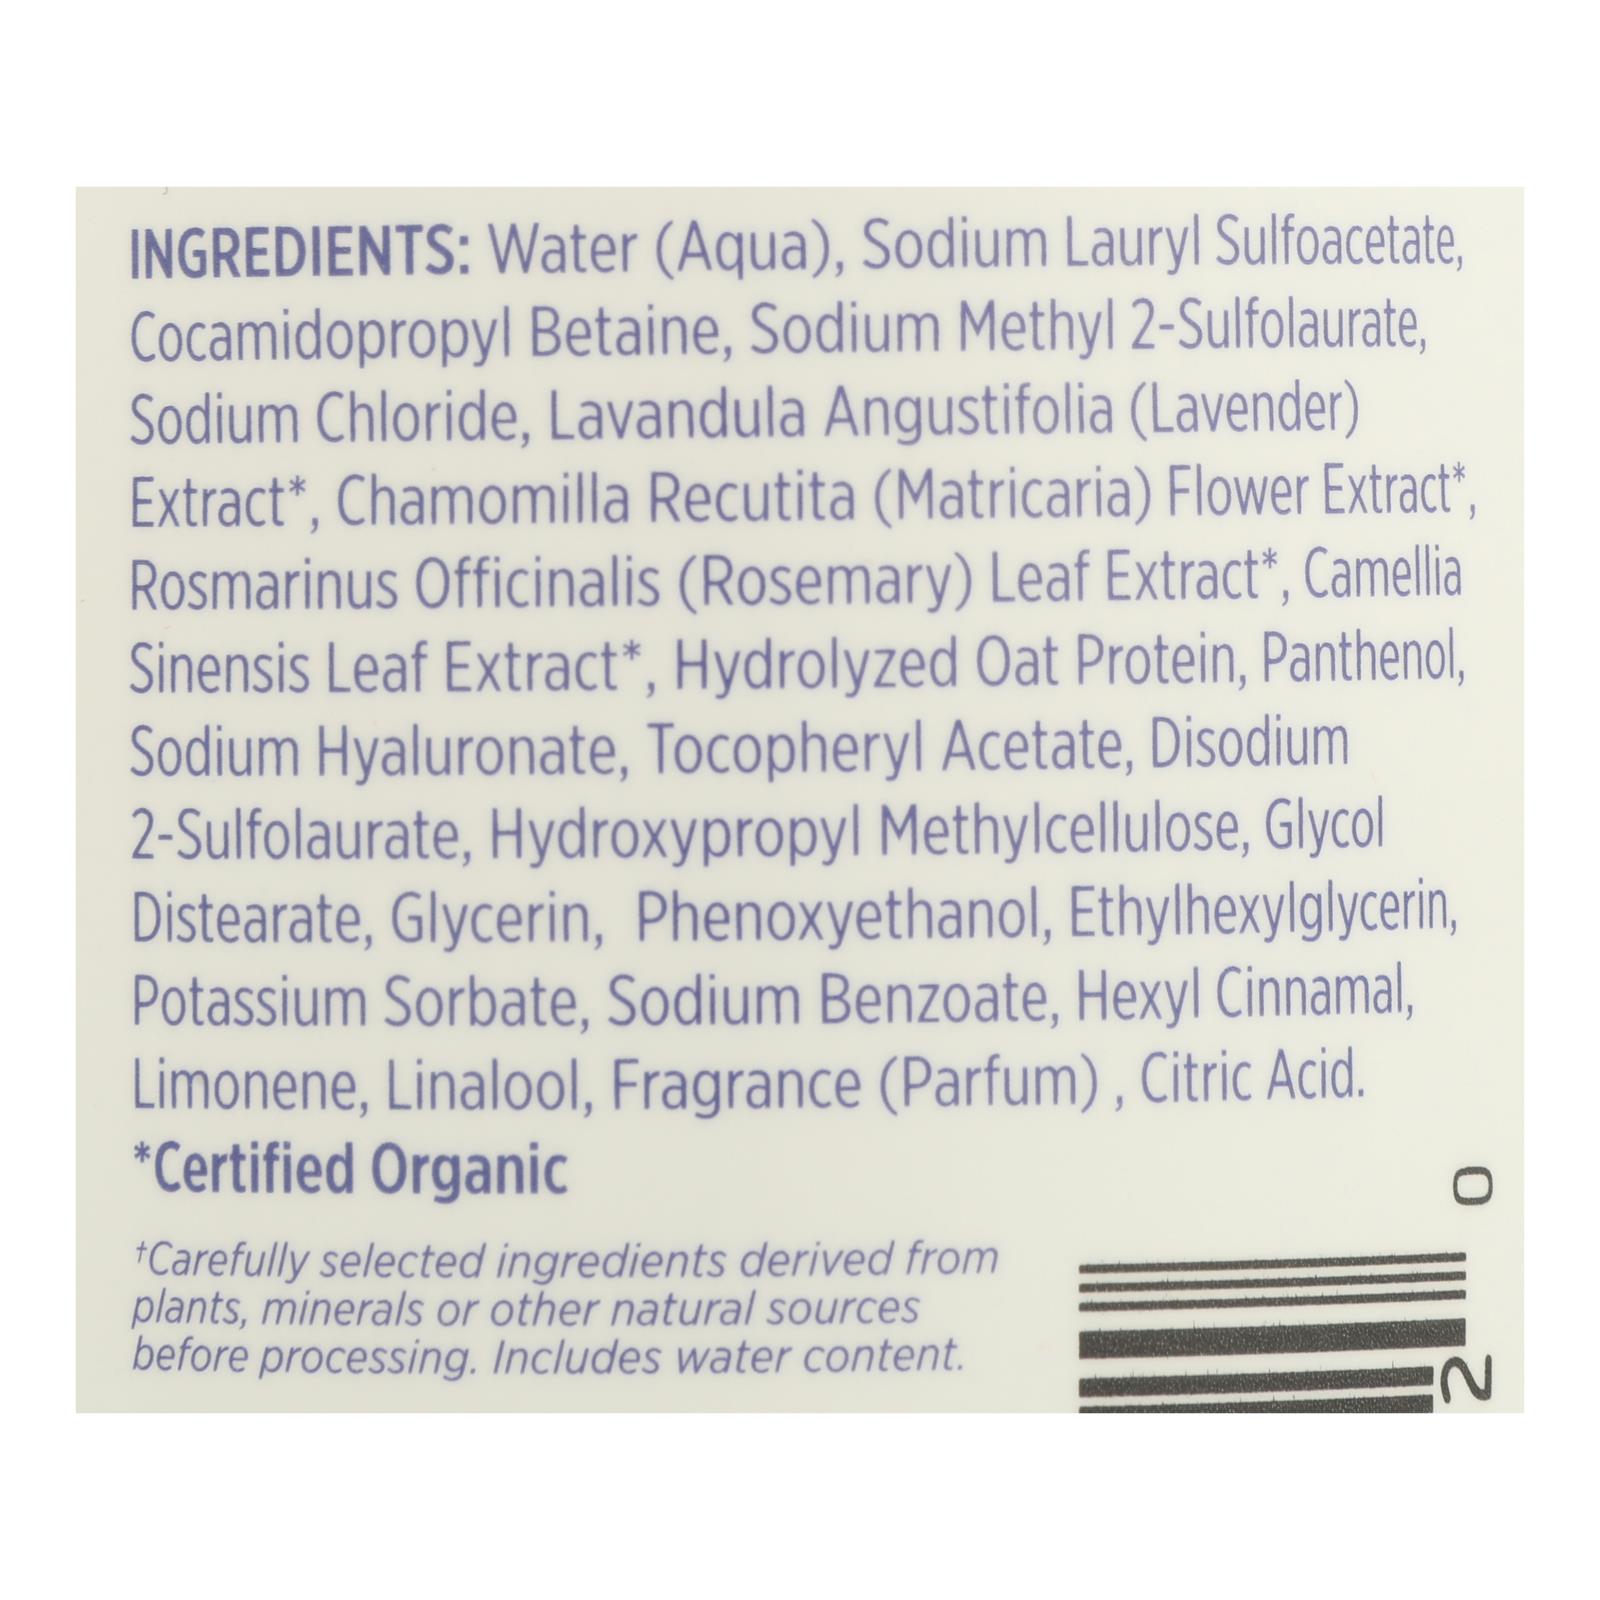 INGREDIENTS: Water (Aqua), Sodium Lauryl Sulfoacetate,
Cocamidopropyl Betaine, Sodium Methyl 2-Sulfolaurate,
Sodium Chloride, Lavandula Angustifolia (Lavender)
Extract*, Chamomilla Recutita (Matricaria) Flower Extract*,
Rosmarinus Officinalis (Rosemary) Leaf Extract*, Camellia
Sinensis Leaf Extract*, Hydrolyzed Oat Protein, Panthenol,
Sodium Hyaluronate, Tocopheryl Acetate, Disodium
2-Sulfolaurate, Hydroxypropyl Methylcellulose, Glycol
Distearate, Glycerin, Phenoxyethanol, Ethylhexylglycerin,
Potassium Sorbate, Sodium Benzoate, Hexyl Cinnamal,
Limonene, Linalool, Fragrance (Parfum) , Citric Acid.
*Certified Organic
†Carefully selected ingredients derived from
plants, minerals or other natural sources
before processing. Includes water content.
0
2